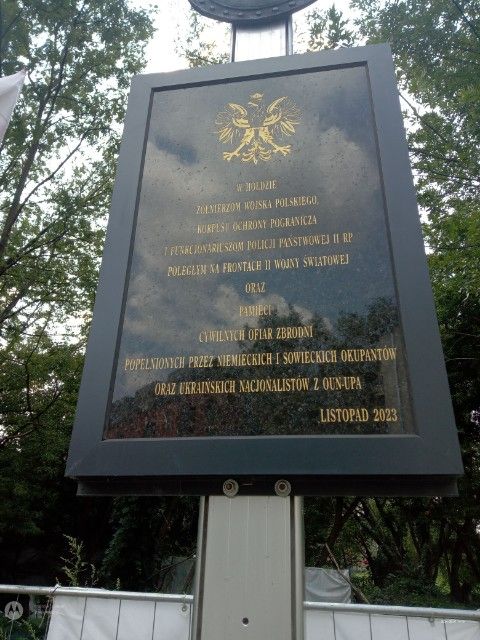 W HOŁDZIE
ŻOŁNIERZOM WOJSKA POLSKIEGO,
KORPUSU OCHRONY POGRANICZA
I FUNKCJONARIUSZOM POLICJI PAŃSTWOWEJ II RP
POLEGŁYM NA FRONTACH II WOJNY ŚWIATOWEJ
ORAZ
PAMIĘCI
CYWILNYCH OFIAR ZBRODNI
POPEŁNIONYCH PRZEZ NIEMIECKICH I SOWIECKICH OKUPANTÓW
ORAZ UKRAIŃSKICH NACJONALISTÓW Z OUN-UPA
LISTOPAD 2023